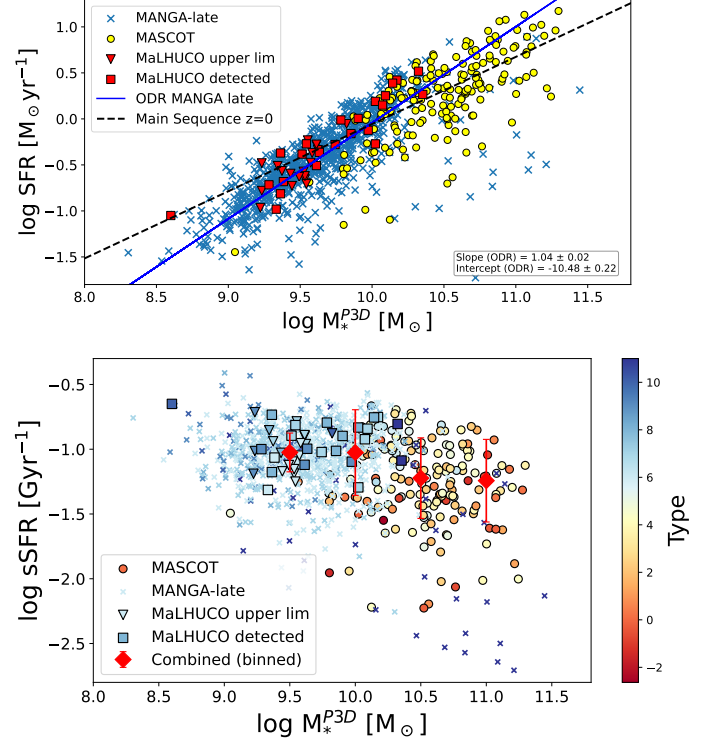 MANGA-late
MASCOT
MaLHUCO upper lim
MaLHUCO detected
ODR MANGA late
Main Sequence z=0
log SFR [M⊙ yr⁻¹]
1.0
0.5
0.0
−0.5
−1.0
−1.5
Slope (ODR) = 1.04 ± 0.02
Intercept (ODR) = -10.48 ± 0.22
8.0 8.5 9.0 9.5 10.0 10.5 11.0 11.5
log M*^P3D [M⊙]
log sSFR [Gyr⁻¹]
−0.5
−1.0
−1.5
−2.0
−2.5
MASCOT
MANGA-late
MaLHUCO upper lim
MaLHUCO detected
Combined (binned)
8.0 8.5 9.0 9.5 10.0 10.5 11.0
log M*^P3D [M⊙]
10
8
6
4
2
0
−2
Type